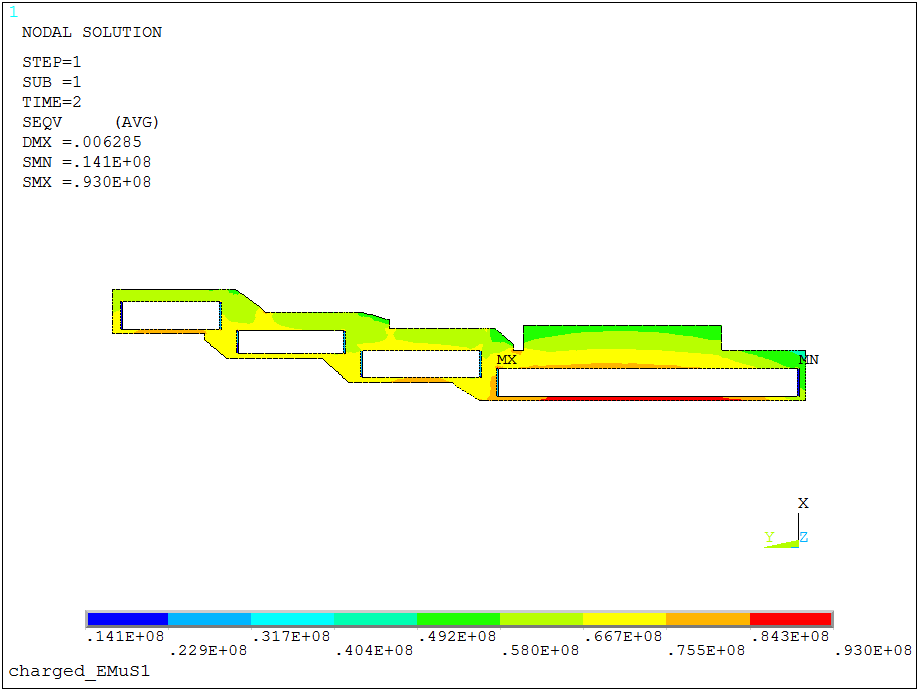 1
NODAL SOLUTION
STEP=1
SUB =1
TIME=2
SEQV     (AVG)
DMX =.006285
SMN =.141E+08
SMX =.930E+08
MX
MN
X
Y
Z
.141E+08 .317E+08 .492E+08 .667E+08 .843E+08
.229E+08 .404E+08 .580E+08 .755E+08 .930E+08
charged_EMuS1